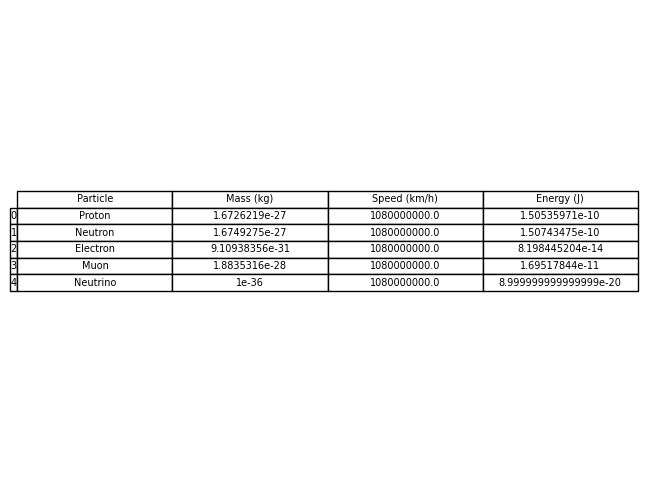 Particle Mass (kg) Speed (km/h) Energy (J)
0 Proton 1.6726219e-27 1080000000.0 1.50535971e-10
1 Neutron 1.6749275e-27 1080000000.0 1.50743475e-10
2 Electron 9.10938356e-31 1080000000.0 8.198445204e-14
3 Muon 1.8835316e-28 1080000000.0 1.69517844e-11
4 Neutrino 1e-36 1080000000.0 8.999999999999999e-20